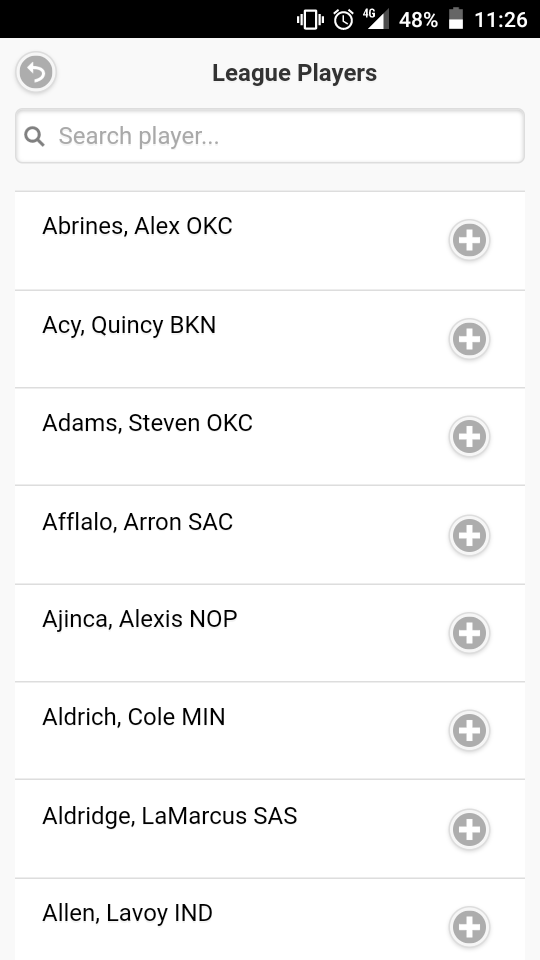 4G 48% 11:26
League Players
Search player...
Abrines, Alex OKC
Acy, Quincy BKN
Adams, Steven OKC
Afflalo, Arron SAC
Ajinca, Alexis NOP
Aldrich, Cole MIN
Aldridge, LaMarcus SAS
Allen, Lavoy IND